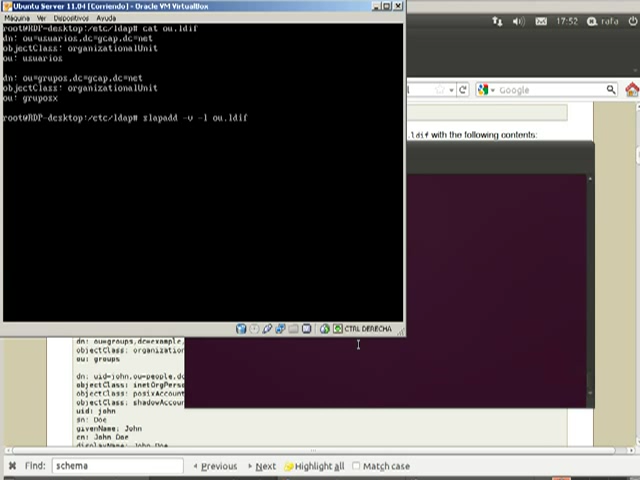 Ubuntu Server 11.04 [Corriendo] - Oracle VM VirtualBox
Máquina Ver Dispositivos Ayuda
root@RDP-desktop:/etc/ldap# cat ou.ldif
dn: ou=usuarios,dc=gcap,dc=net
objectClass: organizationalUnit
ou: usuarios
dn: ou=grupos,dc=gcap,dc=net
objectClass: organizationalUnit
ou: gruposx
root@RDP-desktop:/etc/ldap# slapadd -v -l ou.ldif
CTRL DERECHA
17:52 rafa
Google
.ldif with the following contents:
dn: ou=groups,dc=example,
objectClass: organization
ou: groups
dn: uid=john,ou=people,dc
objectClass: inetOrgPerso
objectClass: posixAccount
objectClass: shadowAccoun
uid: john
sn: Doe
givenName: John
cn: John Doe
displayName: John Doe
Find: schema Previous Next Highlight all Match case